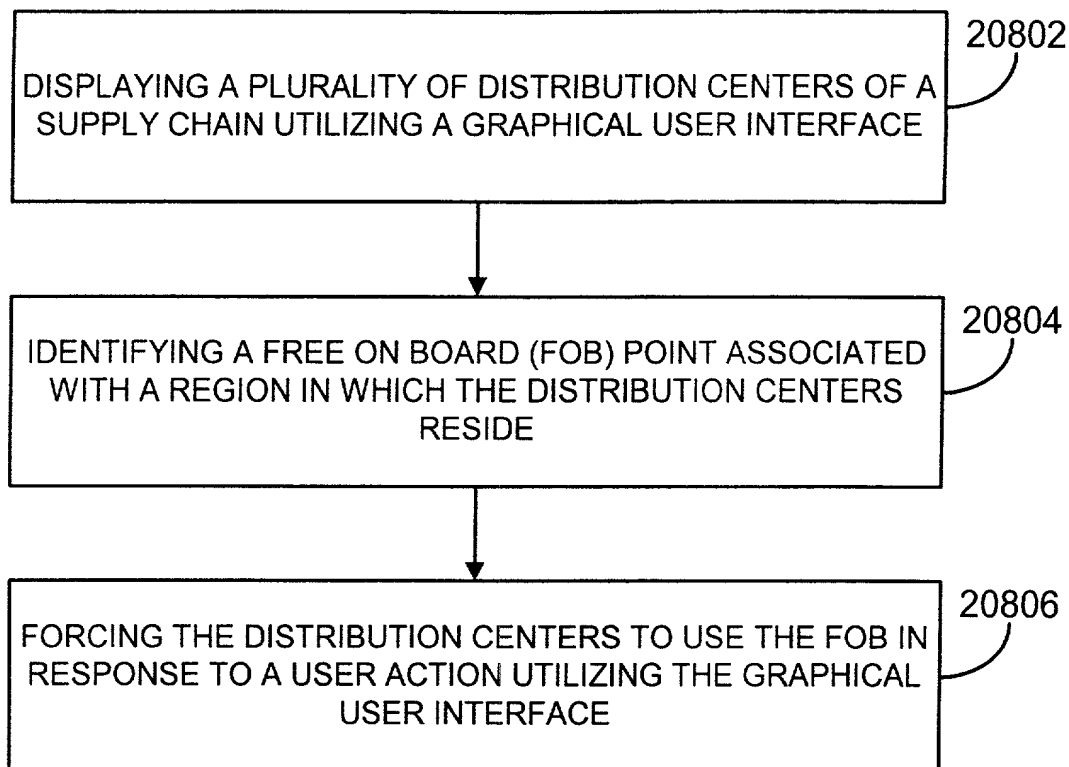 20802
DISPLAYING A PLURALITY OF DISTRIBUTION CENTERS OF A
SUPPLY CHAIN UTILIZING A GRAPHICAL USER INTERFACE
20804
IDENTIFYING A FREE ON BOARD (FOB) POINT ASSOCIATED
WITH A REGION IN WHICH THE DISTRIBUTION CENTERS
RESIDE
20806
FORCING THE DISTRIBUTION CENTERS TO USE THE FOB IN
RESPONSE TO A USER ACTION UTILIZING THE GRAPHICAL
USER INTERFACE